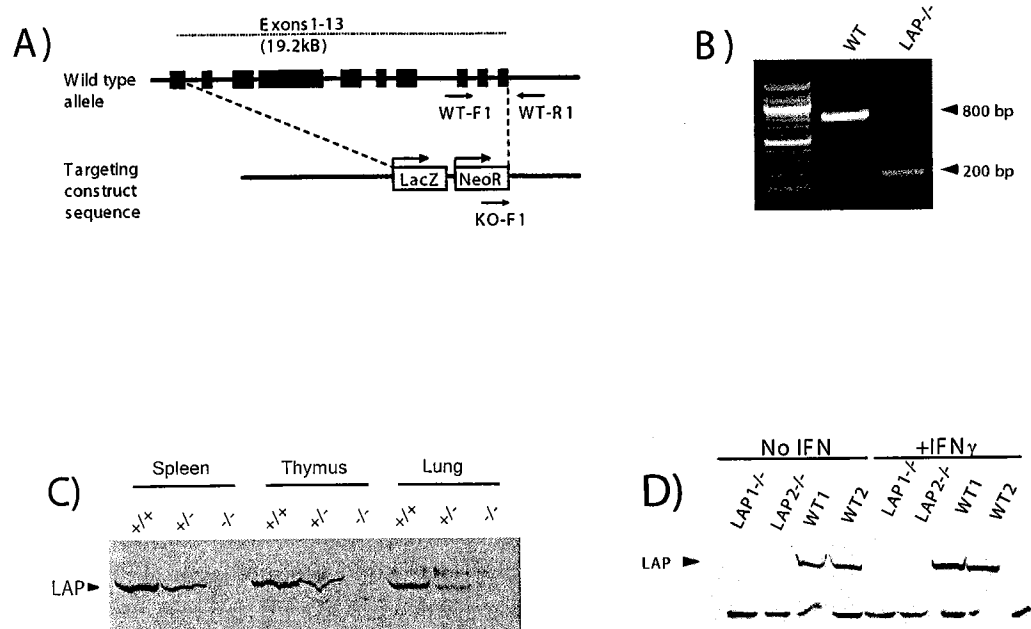 A)
Exons1-13
(19.2kB)
Wild type
allele
WT-F1
WT-R1
Targeting
construct
sequence
LacZ
NeoR
KO-F1
B)
WT
LAP-/-
800 bp
200 bp
C)
Spleen
Thymus
Lung
+/+
+/-
-/-
+/+
+/-
-/-
+/+
+/-
-/-
LAP
D)
No IFN
+IFNγ
LAP1-/-
LAP2-/-
WT1
WT2
LAP1-/-
LAP2-/-
WT1
WT2
LAP